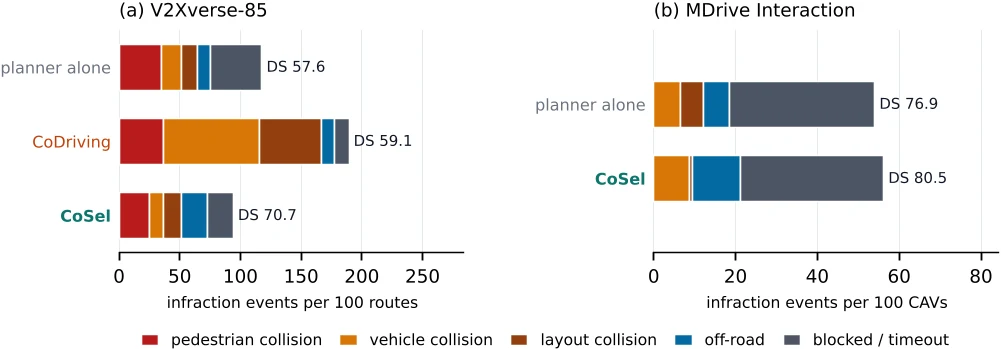 (a) V2Xverse-85
planner alone
DS 57.6
CoDriving
DS 59.1
CoSel
DS 70.7
0 50 100 150 200 250
infraction events per 100 routes
(b) MDrive Interaction
planner alone
DS 76.9
CoSel
DS 80.5
0 20 40 60 80
infraction events per 100 CAVs
pedestrian collision vehicle collision layout collision off-road blocked / timeout